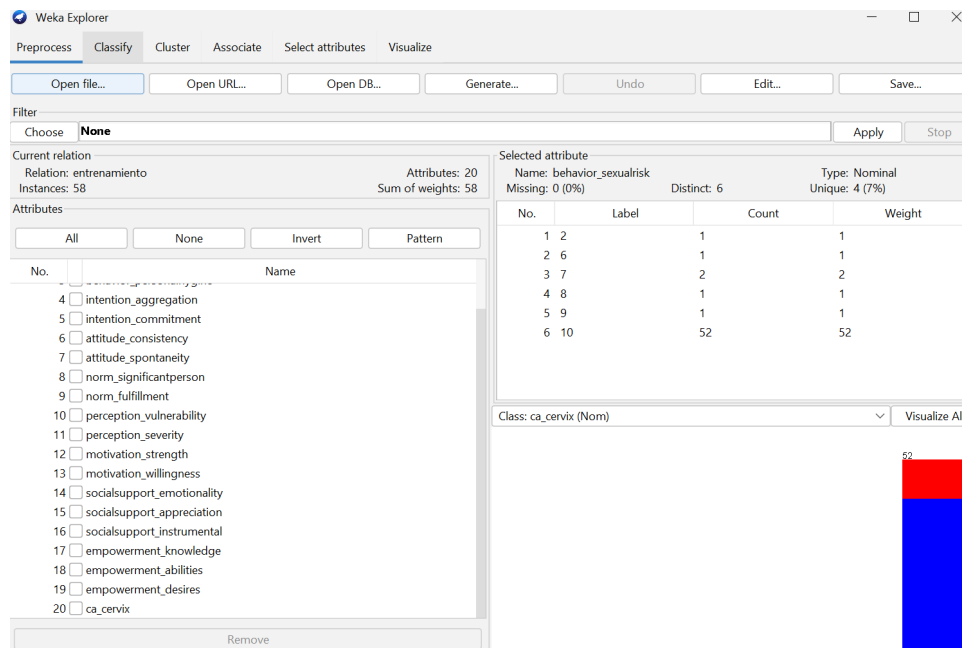 Weka Explorer
Preprocess Classify Cluster Associate Select attributes Visualize
Open file... Open URL... Open DB... Generate... Undo Edit... Save...
Filter
Choose None Apply Stop
Current relation
Relation: entrenamiento Attributes: 20
Instances: 58 Sum of weights: 58
Attributes
All None Invert Pattern
No. Name
4 intention_aggregation
5 intention_commitment
6 attitude_consistency
7 attitude_spontaneity
8 norm_significantperson
9 norm_fulfillment
10 perception_vulnerability
11 perception_severity
12 motivation_strength
13 motivation_willingness
14 socialsupport_emotionality
15 socialsupport_appreciation
16 socialsupport_instrumental
17 empowerment_knowledge
18 empowerment_abilities
19 empowerment_desires
20 ca_cervix
Remove
Selected attribute
Name: behavior_sexualrisk Type: Nominal
Missing: 0 (0%) Distinct: 6 Unique: 4 (7%)
No. Label Count Weight
1 2 1 1
2 6 1 1
3 7 2 2
4 8 1 1
5 9 1 1
6 10 52 52
Class: ca_cervix (Nom) Visualize Al
52